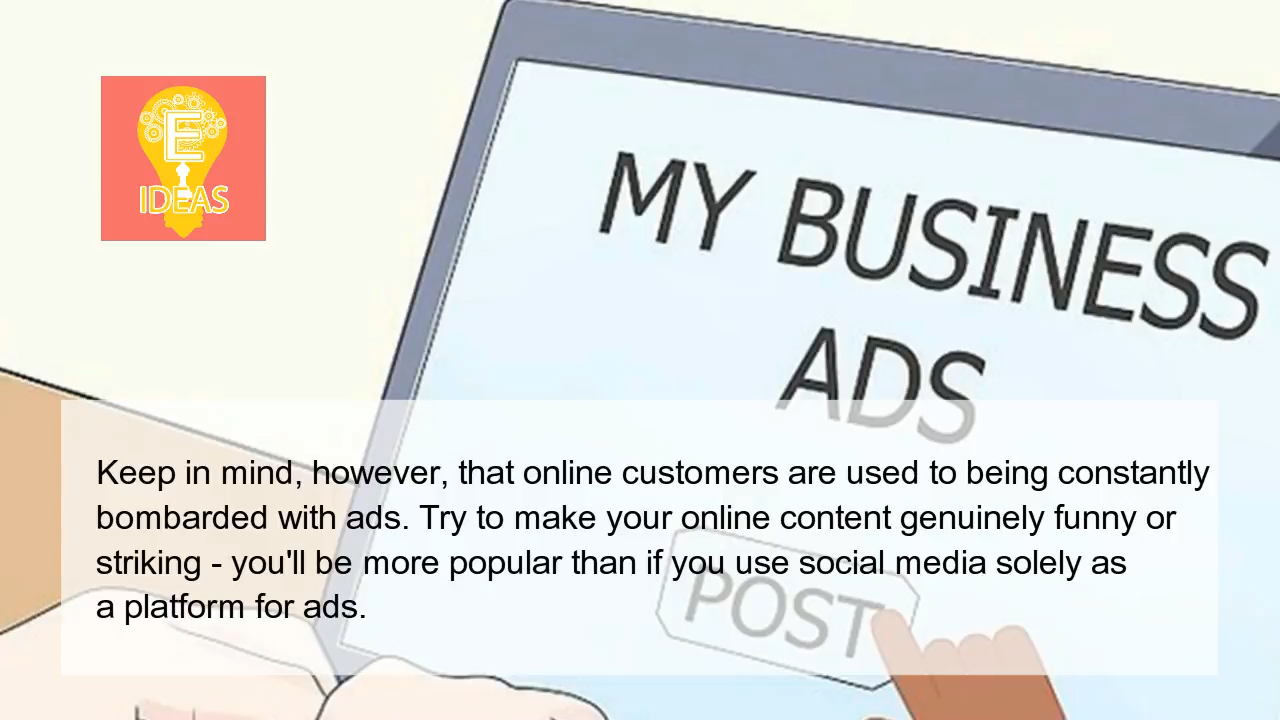 E
IDEAS
MY BUSINESS
ADS
Keep in mind, however, that online customers are used to being constantly
bombarded with ads. Try to make your online content genuinely funny or
striking - you'll be more popular than if you use social media solely as
a platform for ads.
POST